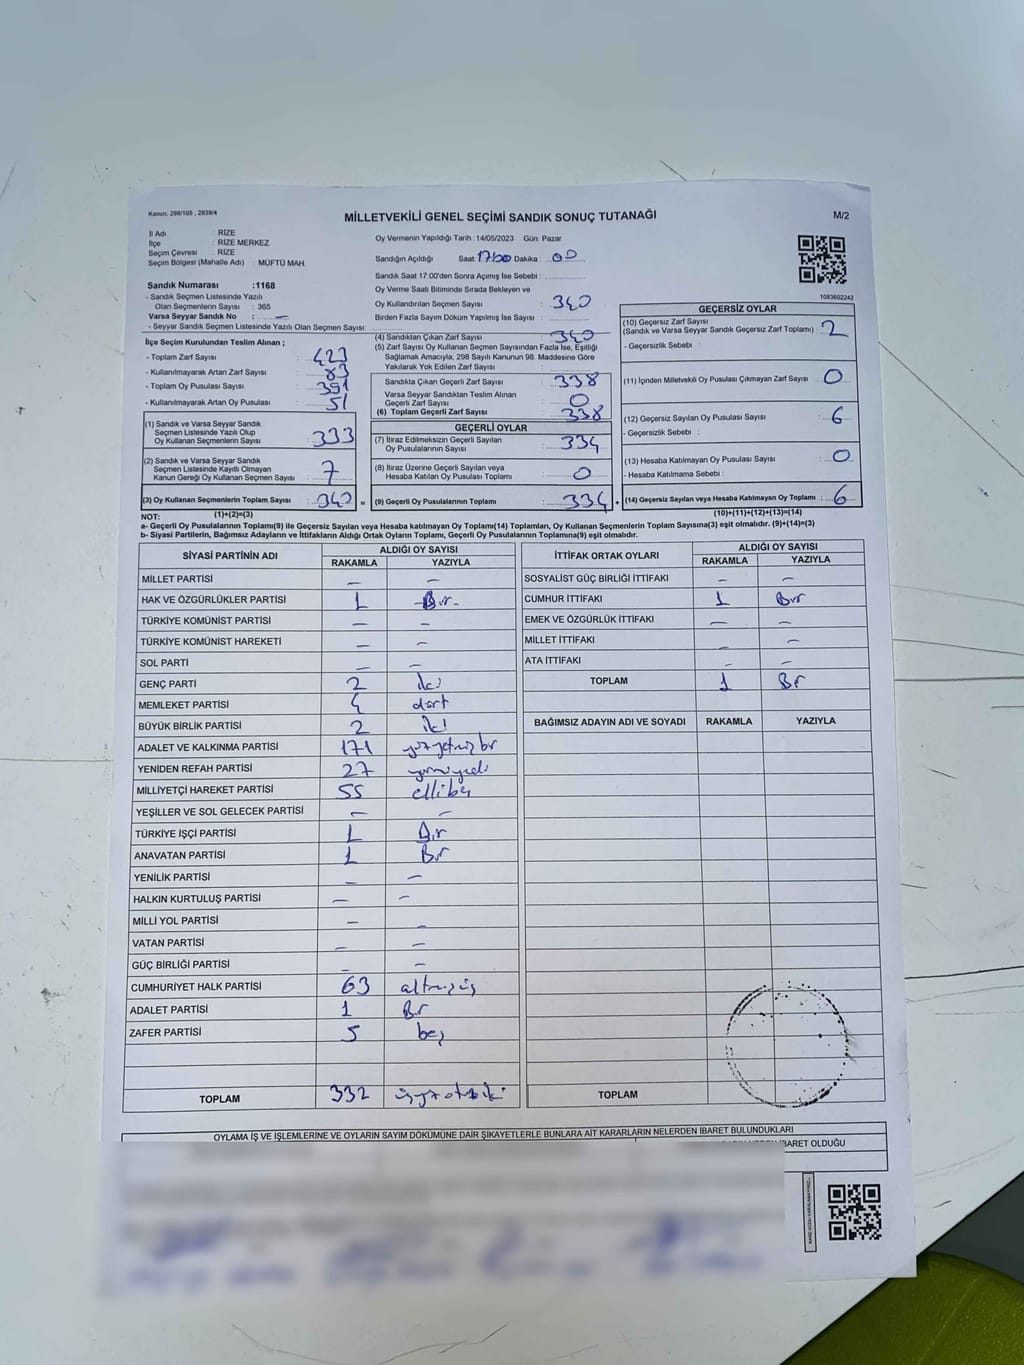 Kanun: 298/105 , 2839/4
MİLLETVEKİLİ GENEL SEÇİMİ SANDIK SONUÇ TUTANAĞI
M/2
İl Adı : RİZE
İlçe : RİZE MERKEZ
Seçim Çevresi : RİZE
Seçim Bölgesi (Mahalle Adı) : MÜFTÜ MAH.
Oy Vermenin Yapıldığı Tarih : 14/05/2023 Gün: Pazar
Sandığın Açıldığı Saat: 17:00 Dakika : 00
Sandık Saat 17:00'den Sonra Açımış İse Sebebi :
Oy Verme Saati Bitiminde Sırada Bekleyen ve
Oy Kullandırılan Seçmen Sayısı : 340
Birden Fazla Sayım Döküm Yapılmış İse Sayısı :
1083602242
Sandık Numarası :1168
- Sandık Seçmen Listesinde Yazılı
Olan Seçmenlerin Sayısı : 365
Varsa Seyyar Sandık No : —
- Seyyar Sandık Seçmen Listesinde Yazılı Olan Seçmen Sayısı:
İlçe Seçim Kurulundan Teslim Alınan ;
- Toplam Zarf Sayısı : 423
- Kullanılmayarak Artan Zarf Sayısı : 83
- Toplam Oy Pusulası Sayısı : 391
- Kullanılmayarak Artan Oy Pusulası : 51
(1) Sandık ve Varsa Seyyar Sandık
Seçmen Listesinde Yazılı Olup
Oy Kullanan Seçmenlerin Sayısı : 333
(2) Sandık ve Varsa Seyyar Sandık
Seçmen Listesinde Kayıtlı Olmayan
Kanun Gereği Oy Kullanan Seçmen Sayısı : 7
(3) Oy Kullanan Seçmenlerin Toplam Sayısı : 340 =
(1)+(2)=(3)
(4) Sandıktan Çıkan Zarf Sayısı : 340
(5) Zarf Sayısı Oy Kullanan Seçmen Sayısından Fazla İse, Eşitliği
Sağlamak Amacıyla, 298 Sayılı Kanunun 98. Maddesine Göre
Yakılarak Yok Edilen Zarf Sayısı :
Sandıkta Çıkan Geçerli Zarf Sayısı : 338
Varsa Seyyar Sandıktan Teslim Alınan
Geçerli Zarf Sayısı : 0
(6) Toplam Geçerli Zarf Sayısı : 338
GEÇERLİ OYLAR
(7) İtiraz Edilmeksizin Geçerli Sayılan
Oy Pusulalarının Sayısı : 334
(8) İtiraz Üzerine Geçerli Sayılan veya
Hesaba Katılan Oy Pusulası Toplamı : 0
(9) Geçerli Oy Pusulalarının Toplamı : 334 +
GEÇERSİZ OYLAR
(10) Geçersiz Zarf Sayısı
(Sandık ve Varsa Seyyar Sandık Geçersiz Zarf Toplamı) : 2
- Geçersizlik Sebebi :
(11) İçinden Milletvekili Oy Pusulası Çıkmayan Zarf Sayısı : 0
(12) Geçersiz Sayılan Oy Pusulası Sayısı : 6
- Geçersizlik Sebebi :
(13) Hesaba Katılmayan Oy Pusulası Sayısı : 0
- Hesaba Katılmama Sebebi :
(14) Geçersiz Sayılan veya Hesaba Katılmayan Oy Toplamı : 6
(10)+(11)+(12)+(13)=(14)
NOT:
a- Geçerli Oy Pusulalarının Toplamı(9) ile Geçersiz Sayılan veya Hesaba katılmayan Oy Toplam(14) Toplamları, Oy Kullanan Seçmenlerin Toplam Sayısına(3) eşit olmalıdır. (9)+(14)=(3)
b- Siyasi Partilerin, Bağımsız Adayların ve İttifakların Aldığı Ortak Oyların Toplamı, Geçerli Oy Pusulalarının Toplamına(9) eşit olmalıdır.
SİYASİ PARTİNİN ADI ALDIĞI OY SAYISI
RAKAMLA YAZIYLA
MİLLET PARTİSİ — —
HAK VE ÖZGÜRLÜKLER PARTİSİ 1 Bir
TÜRKİYE KOMÜNİST PARTİSİ — —
TÜRKİYE KOMÜNİST HAREKETİ — —
SOL PARTİ — —
GENÇ PARTİ 2 iki
MEMLEKET PARTİSİ 4 dört
BÜYÜK BİRLİK PARTİSİ 2 iki
ADALET VE KALKINMA PARTİSİ 171 yüzyetmişbir
YENİDEN REFAH PARTİSİ 27 yirmiyedi
MİLLİYETÇİ HAREKET PARTİSİ 55 ellibeş
YEŞİLLER VE SOL GELECEK PARTİSİ — —
TÜRKİYE İŞÇİ PARTİSİ 1 Bir
ANAVATAN PARTİSİ 1 Bir
YENİLİK PARTİSİ — —
HALKIN KURTULUŞ PARTİSİ — —
MİLLİ YOL PARTİSİ — —
VATAN PARTİSİ — —
GÜÇ BİRLİĞİ PARTİSİ — —
CUMHURİYET HALK PARTİSİ 63 altmışüç
ADALET PARTİSİ 1 Bir
ZAFER PARTİSİ 5 beş
TOPLAM 332 üçyüzotuziki
İTTİFAK ORTAK OYLARI ALDIĞI OY SAYISI
RAKAMLA YAZIYLA
SOSYALİST GÜÇ BİRLİĞİ İTTİFAKI — —
CUMHUR İTTİFAKI 1 Bir
EMEK VE ÖZGÜRLÜK İTTİFAKI — —
MİLLET İTTİFAKI — —
ATA İTTİFAKI — —
TOPLAM 1 Bir
BAĞIMSIZ ADAYIN ADI VE SOYADI RAKAMLA YAZIYLA
TOPLAM
OYLAMA İŞ VE İŞLEMLERİNE VE OYLARIN SAYIM DÖKÜMÜNE DAİR ŞİKAYETLERLE BUNLARA AİT KARARLARIN NELERDEN İBARET BULUNDUKLARI
İBARET OLDUĞU